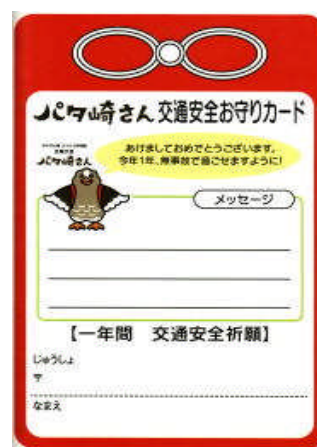 パタ崎さん 交通安全お守りカード
パタ崎さん
あけましておめでとうございます。
今年1年、無事故で過ごせますように!
メッセージ
【一年間 交通安全祈願】
じゅうしょ
〒
なまえ